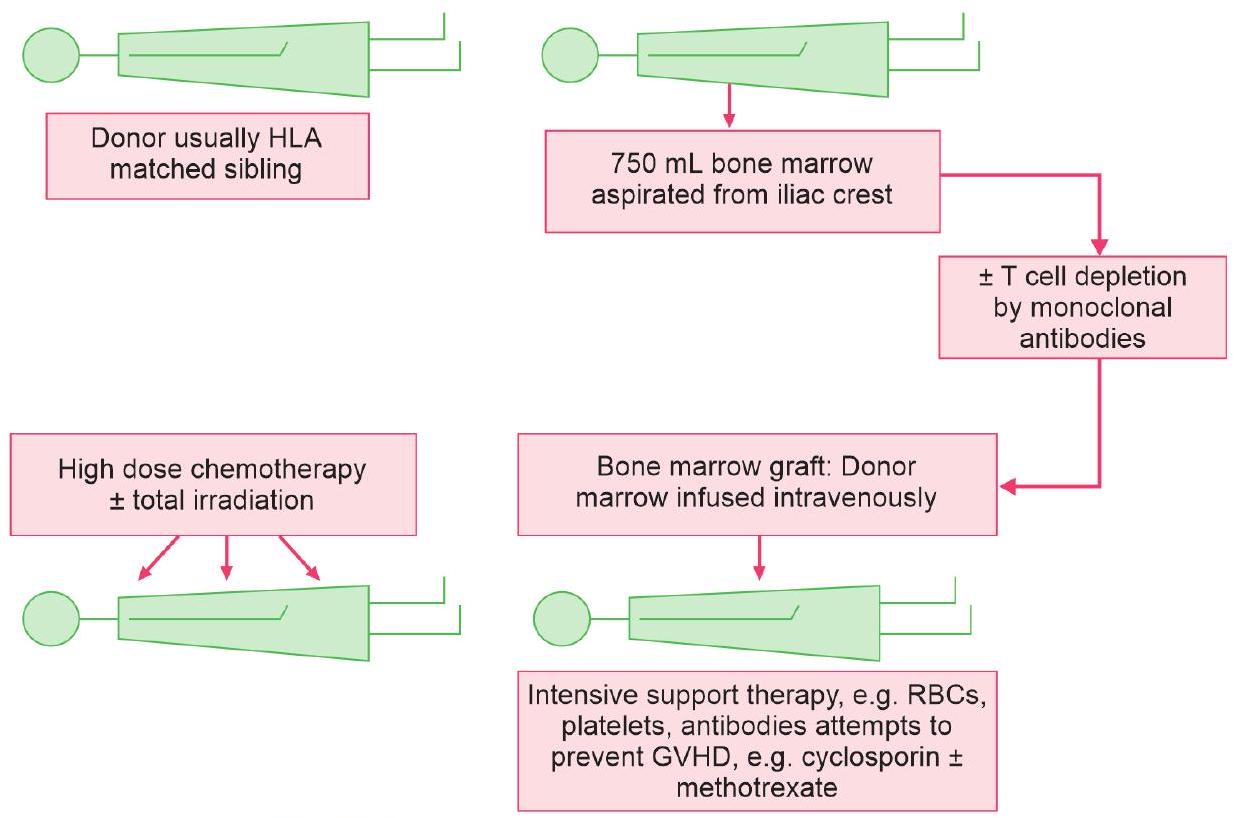 Donor usually HLA
matched sibling
750 mL bone marrow
aspirated from iliac crest
± T cell depletion
by monoclonal
antibodies
High dose chemotherapy
± total irradiation
Bone marrow graft: Donor
marrow infused intravenously
Intensive support therapy, e.g. RBCs,
platelets, antibodies attempts to
prevent GVHD, e.g. cyclosporin ±
methotrexate